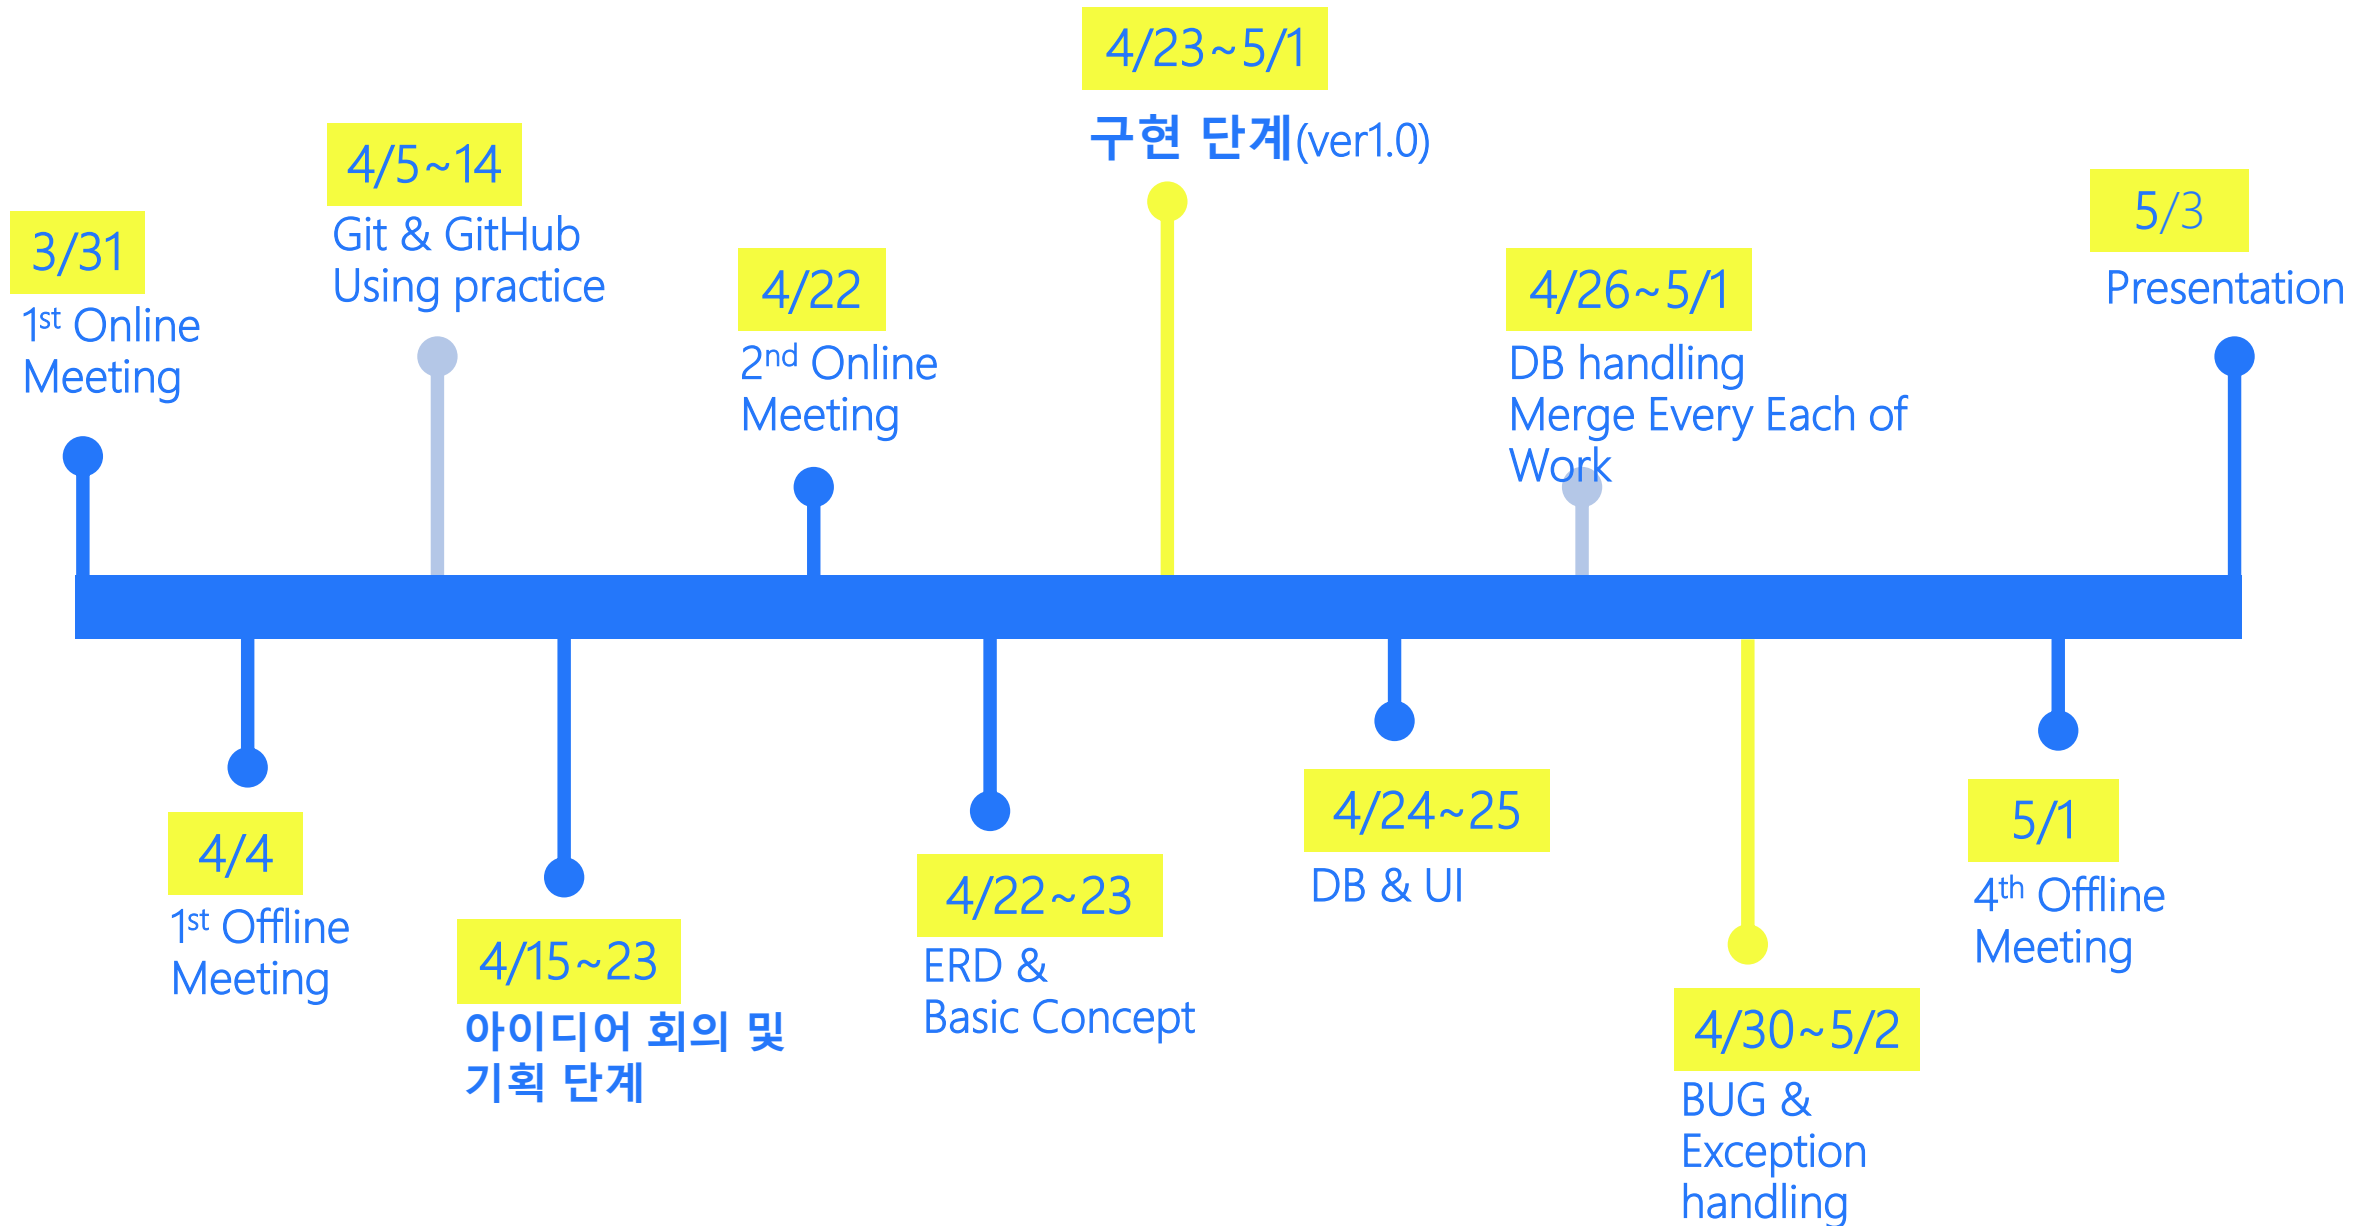 3/31
1st Online
Meeting
4/4
1st Offline
Meeting
4/5~14
Git & GitHub
Using practice
4/15~23
아이디어 회의 및
기획 단계
4/22
2nd Online
Meeting
4/22~23
ERD &
Basic Concept
4/23~5/1
구현 단계(ver1.0)
4/24~25
DB & UI
4/26~5/1
DB handling
Merge Every Each of
Work
4/30~5/2
BUG &
Exception
handling
5/1
4th Offline
Meeting
5/3
Presentation